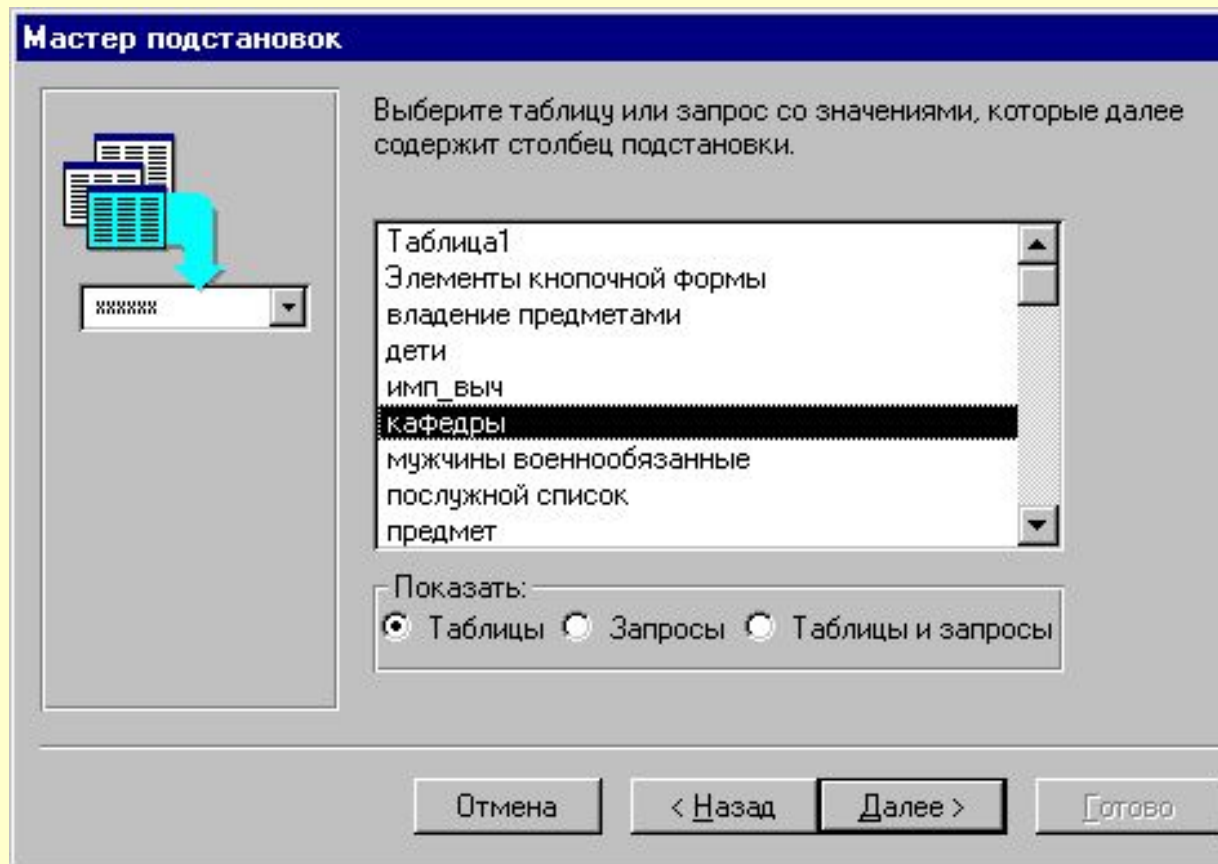 Мастер подстановок
Выберите таблицу или запрос со значениями, которые далее
содержит столбец подстановки.
xxxxxx
Таблица1
Элементы кнопочной формы
владение предметами
дети
имп_выч
кафедры
мужчины военнообязанные
послужной список
предмет
Показать:
Таблицы Запросы Таблицы и запросы
Отмена < Назад Далее > Готово